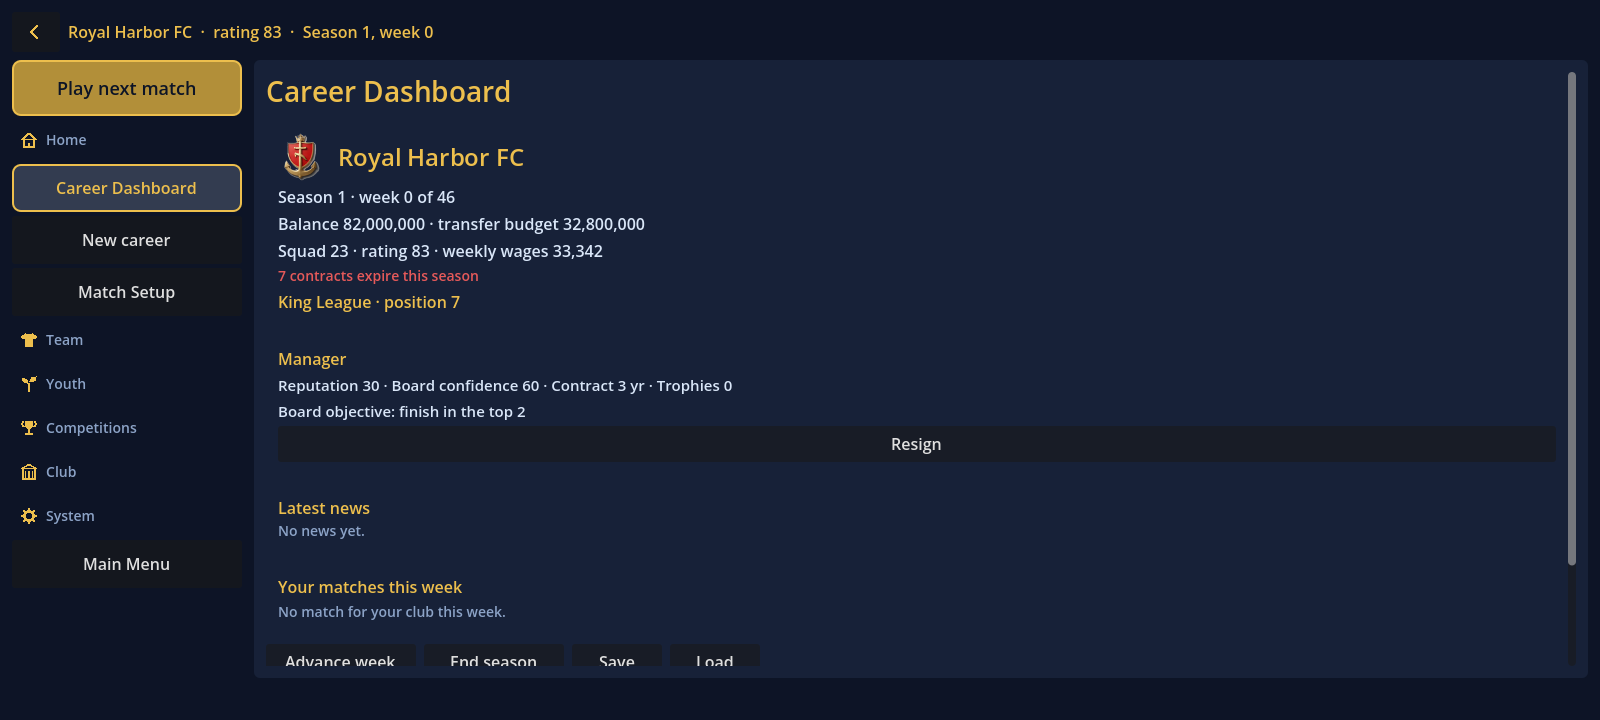 Royal Harbor FC · rating 83 · Season 1, week 0
Play next match
Home
Career Dashboard
New career
Match Setup
Team
Youth
Competitions
Club
System
Main Menu
Career Dashboard
Royal Harbor FC
Season 1 · week 0 of 46
Balance 82,000,000 · transfer budget 32,800,000
Squad 23 · rating 83 · weekly wages 33,342
7 contracts expire this season
King League · position 7
Manager
Reputation 30 · Board confidence 60 · Contract 3 yr · Trophies 0
Board objective: finish in the top 2
Resign
Latest news
No news yet.
Your matches this week
No match for your club this week.
Advance week
End season
Save
Load